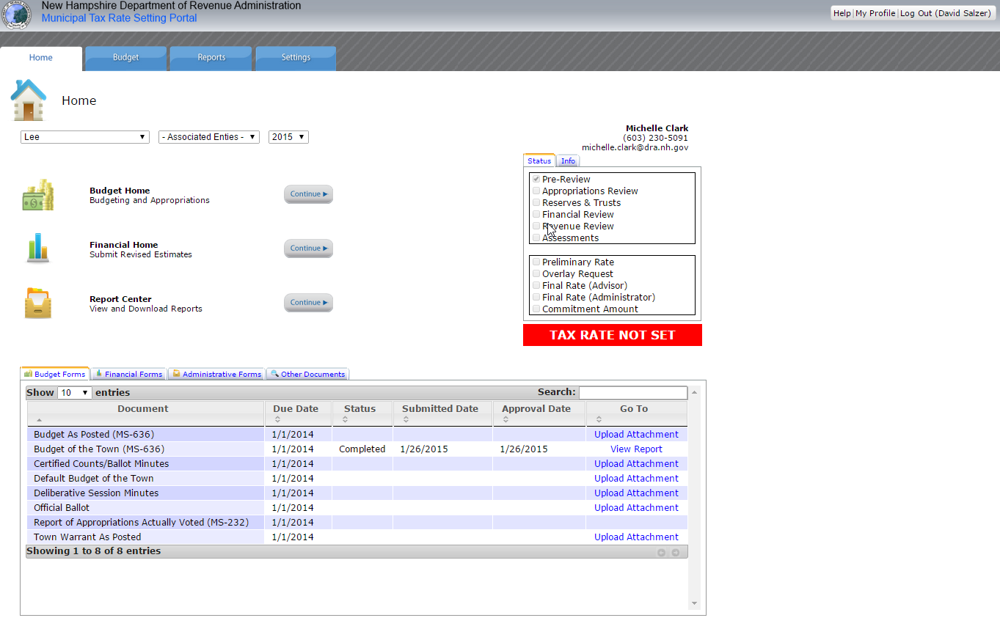 New Hampshire Department of Revenue Administration
Municipal Tax Rate Setting Portal
Help | My Profile | Log Out (David Salzer)
Home Budget Reports Settings
Home
Lee - Associated Enties - 2015
Michelle Clark
(603) 230-5091
michelle.clark@dra.nh.gov
Status Info
Budget Home
Budgeting and Appropriations
Continue
Financial Home
Submit Revised Estimates
Continue
Report Center
View and Download Reports
Continue
Pre-Review
Appropriations Review
Reserves & Trusts
Financial Review
Revenue Review
Assessments
Preliminary Rate
Overlay Request
Final Rate (Advisor)
Final Rate (Administrator)
Commitment Amount
TAX RATE NOT SET
Budget Forms Financial Forms Administrative Forms Other Documents
Show 10 entries Search:
Document Due Date Status Submitted Date Approval Date Go To
Budget As Posted (MS-636) 1/1/2014 Upload Attachment
Budget of the Town (MS-636) 1/1/2014 Completed 1/26/2015 1/26/2015 View Report
Certified Counts/Ballot Minutes 1/1/2014 Upload Attachment
Default Budget of the Town 1/1/2014 Upload Attachment
Deliberative Session Minutes 1/1/2014 Upload Attachment
Official Ballot 1/1/2014 Upload Attachment
Report of Appropriations Actually Voted (MS-232) 1/1/2014
Town Warrant As Posted 1/1/2014 Upload Attachment
Showing 1 to 8 of 8 entries